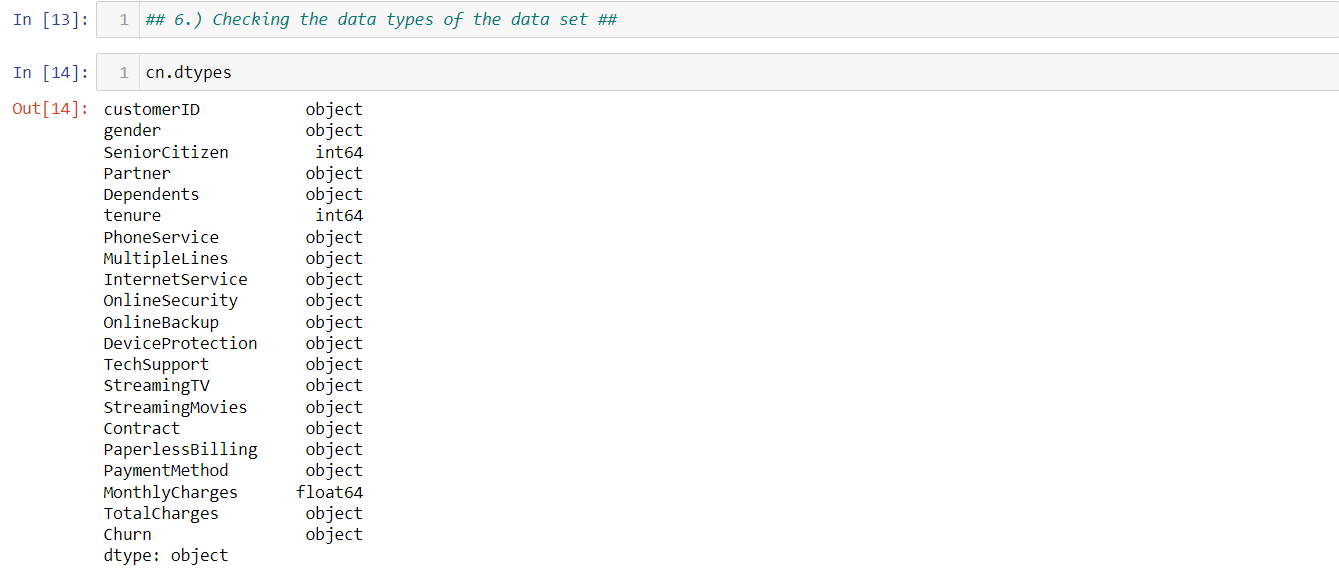 In [13]: 1 ## 6.) Checking the data types of the data set ##
In [14]: 1 cn.dtypes
Out[14]: customerID object
gender object
SeniorCitizen int64
Partner object
Dependents object
tenure int64
PhoneService object
MultipleLines object
InternetService object
OnlineSecurity object
OnlineBackup object
DeviceProtection object
TechSupport object
StreamingTV object
StreamingMovies object
Contract object
PaperlessBilling object
PaymentMethod object
MonthlyCharges float64
TotalCharges object
Churn object
dtype: object